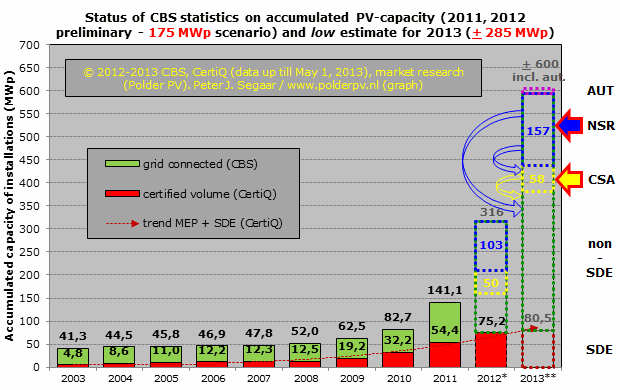 Status of CBS statistics on accumulated PV-capacity (2011, 2012
preliminary - 175 MWp scenario) and low estimate for 2013 (± 285 MWp)
Accumulated capacity of installations (MWp)
700
650
600
550
500
450
400
350
300
250
200
150
100
50
0
© 2012-2013 CBS, CertiQ (data up till May 1, 2013), market research
(Polder PV). Peter J. Segaar / www.polderpv.nl (graph)
grid connected (CBS)
certified volume (CertiQ)
trend MEP + SDE (CertiQ)
41,3
4,8
44,5
8,6
45,8
11,0
46,9
12,2
47,8
12,3
52,0
12,5
62,5
19,2
82,7
32,2
141,1
54,4
316
103
50
75,2
± 600
incl. aut.
157
58
80,5
AUT
NSR
CSA
non
-
SDE
SDE
2003 2004 2005 2006 2007 2008 2009 2010 2011 2012* 2013**